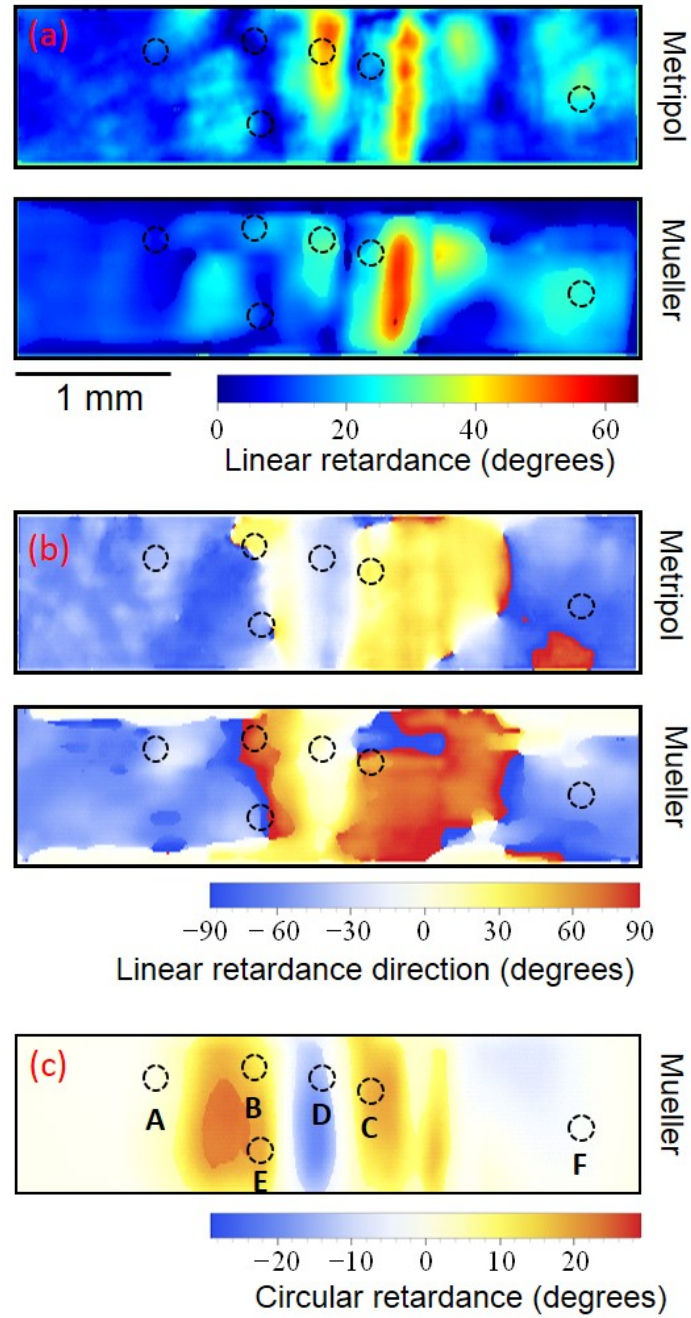 (a)
Metripol
Mueller
1 mm
0 20 40 60
Linear retardance (degrees)
(b)
Metripol
Mueller
−90 −60 −30 0 30 60 90
Linear retardance direction (degrees)
(c)
Mueller
A B D C
E F
−20 −10 0 10 20
Circular retardance (degrees)